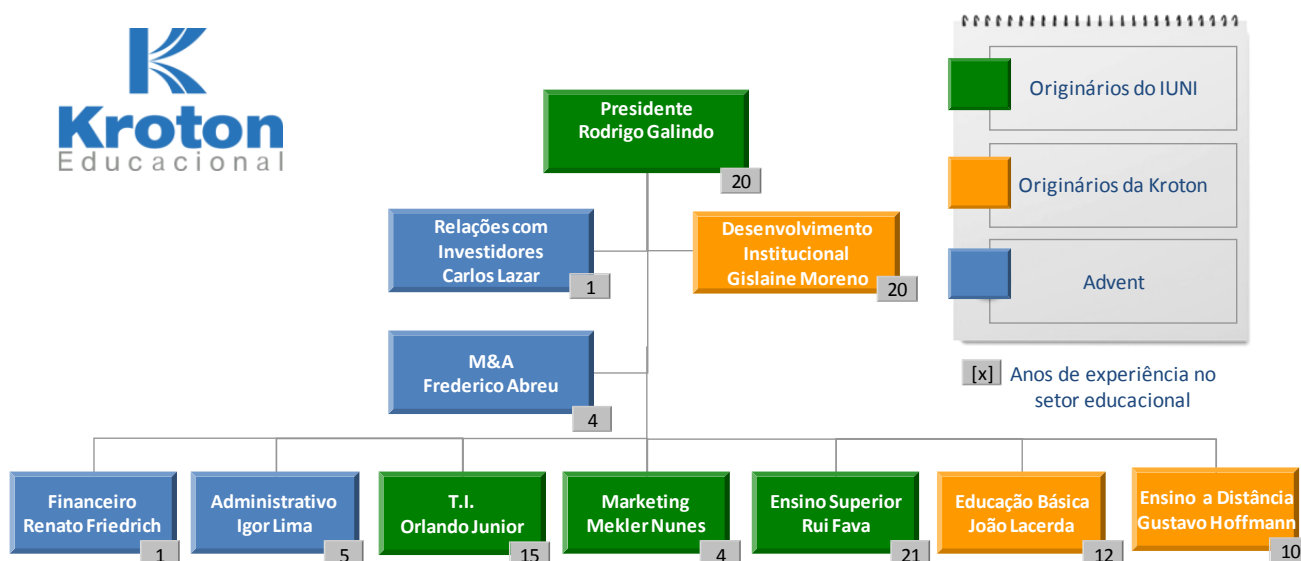 Kroton
Educacional
Presidente
Rodrigo Galindo
20
Originários do IUNI
Originários da Kroton
Advent
[x] Anos de experiência no
setor educacional
Relações com
Investidores
Carlos Lazar
1
Desenvolvimento
Institucional
Gislaine Moreno
20
M&A
Frederico Abreu
4
Financeiro
Renato Friedrich
1
Administrativo
Igor Lima
5
T.I.
Orlando Junior
15
Marketing
Mekler Nunes
4
Ensino Superior
Rui Fava
21
Educação Básica
João Lacerda
12
Ensino a Distância
Gustavo Hoffmann
10